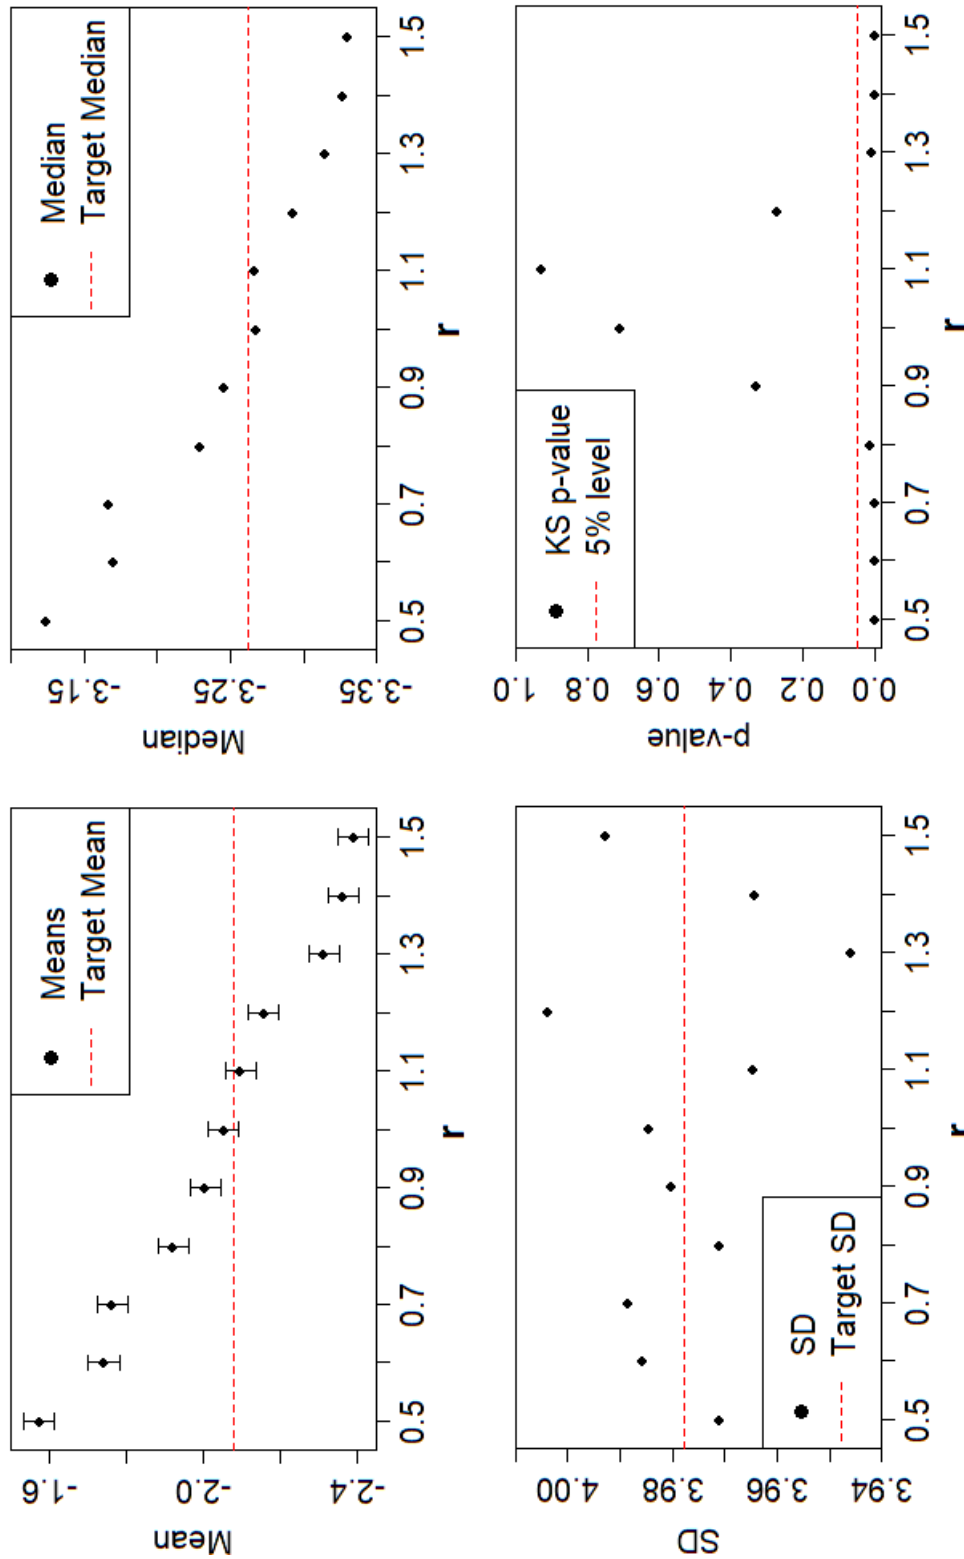 Mean
-1.6
-2.0
-2.4
Means
Target Mean
0.5 0.7 0.9 1.1 1.3 1.5
r
Median
-3.15
-3.25
-3.35
Median
Target Median
0.5 0.7 0.9 1.1 1.3 1.5
r
SD
4.00
3.98
3.96
3.94
SD
Target SD
0.5 0.7 0.9 1.1 1.3 1.5
r
p-value
1.0
0.8
0.6
0.4
0.2
0.0
KS p-value
5% level
0.5 0.7 0.9 1.1 1.3 1.5
r